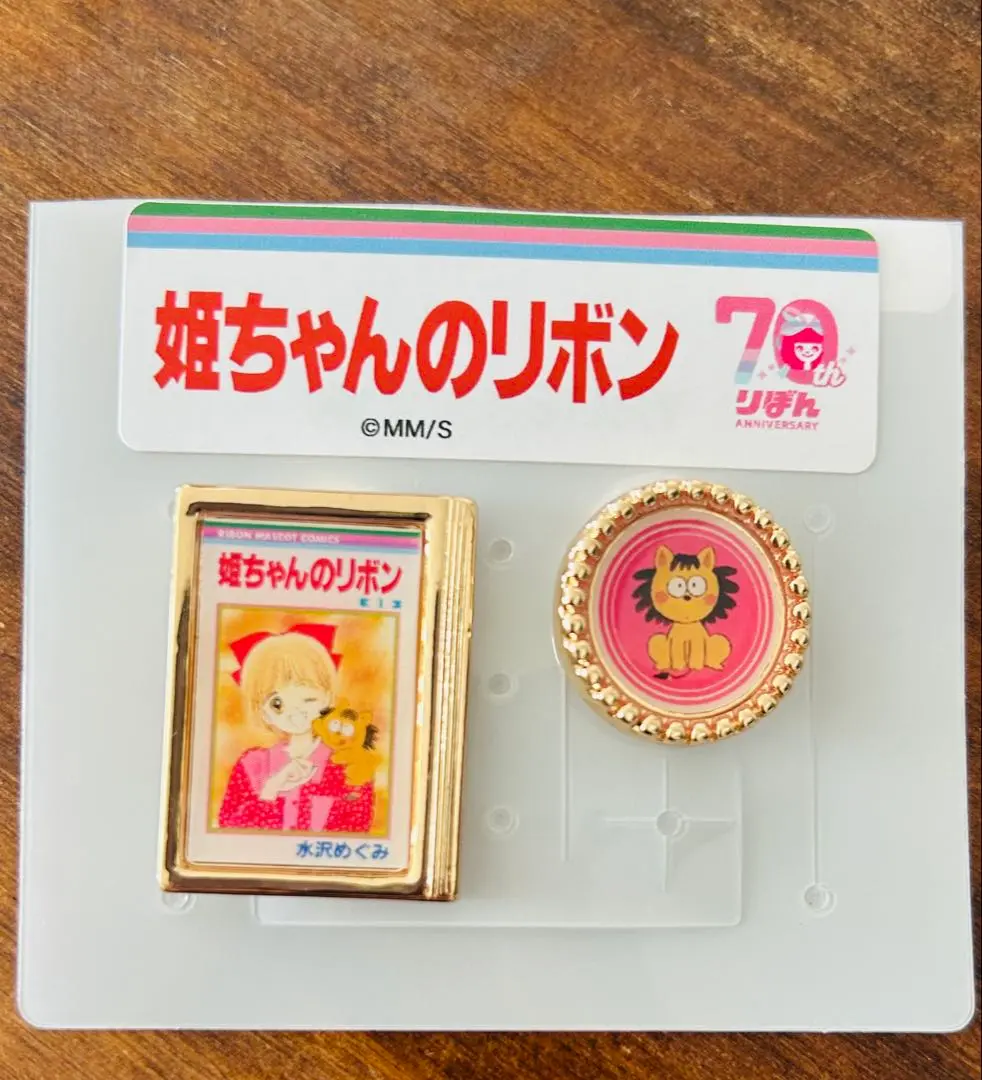 姫ちゃんのリボン
©MM/S
70th
りぼん
ANNIVERSARY
RIBON MASCOT COMICS
姫ちゃんのリボン
水沢めぐみ